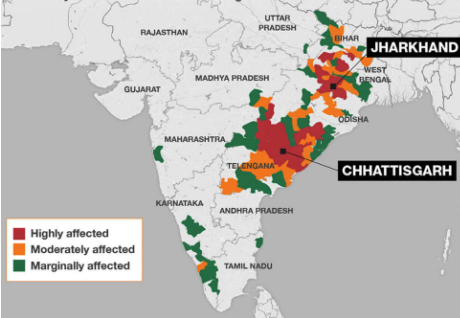 UTTAR
PRADESH
RAJASTHAN
BIHAR
JHARKHAND
WEST
BENGAL
MADHYA PRADESH
GUJARAT
ODISHA
MAHARASHTRA
TELENGANA
CHHATTISGARH
KARNATAKA
ANDHRA PRADESH
Highly affected
Moderately affected
Marginally affected
TAMIL NADU